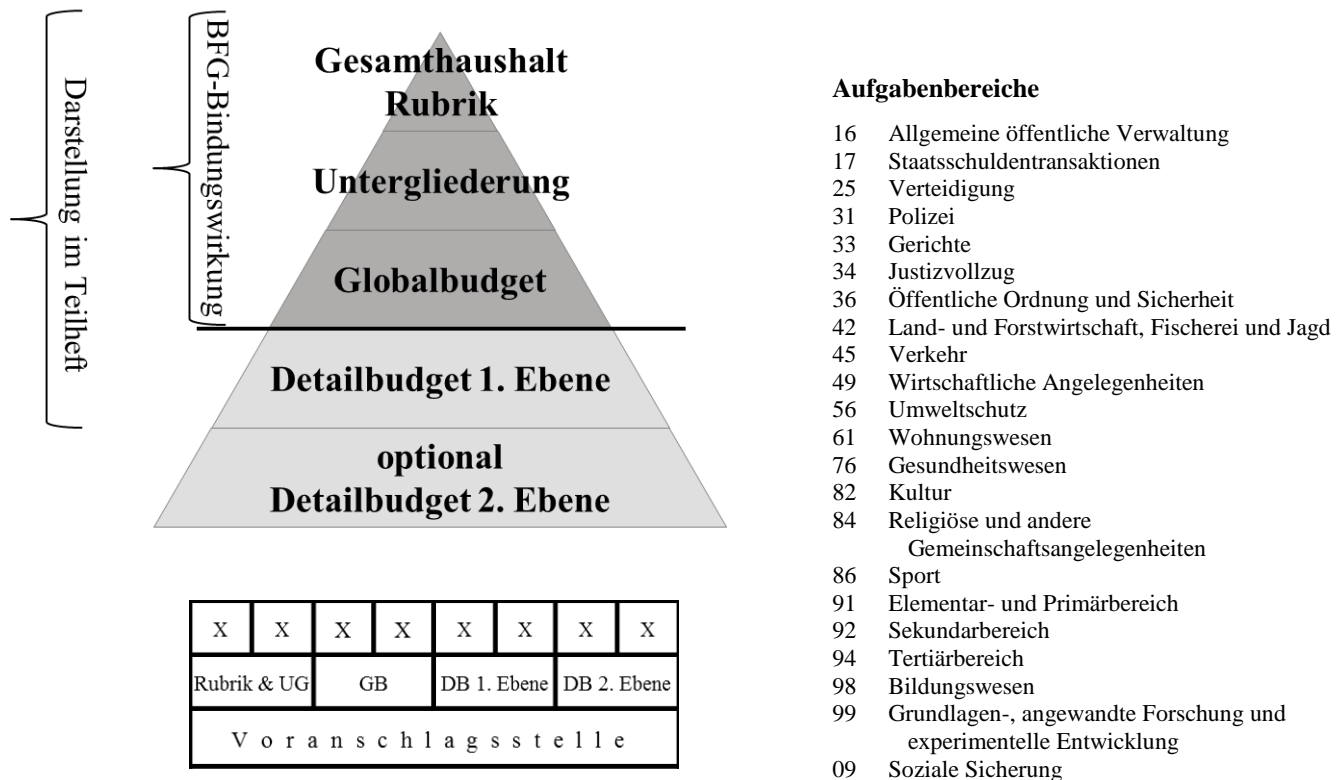 Darstellung im Teilheft
BFG-Bindungswirkung
Gesamthaushalt
Rubrik
Untergliederung
Globalbudget
Detailbudget 1. Ebene
optional
Detailbudget 2. Ebene
X X X X X X X X
Rubrik & UG GB DB 1. Ebene DB 2. Ebene
Voranschlagsstelle
Aufgabenbereiche
16 Allgemeine öffentliche Verwaltung
17 Staatsschuldentransaktionen
25 Verteidigung
31 Polizei
33 Gerichte
34 Justizvollzug
36 Öffentliche Ordnung und Sicherheit
42 Land- und Forstwirtschaft, Fischerei und Jagd
45 Verkehr
49 Wirtschaftliche Angelegenheiten
56 Umweltschutz
61 Wohnungswesen
76 Gesundheitswesen
82 Kultur
84 Religiöse und andere
Gemeinschaftsangelegenheiten
86 Sport
91 Elementar- und Primärbereich
92 Sekundarbereich
94 Tertiärbereich
98 Bildungswesen
99 Grundlagen-, angewandte Forschung und
experimentelle Entwicklung
09 Soziale Sicherung